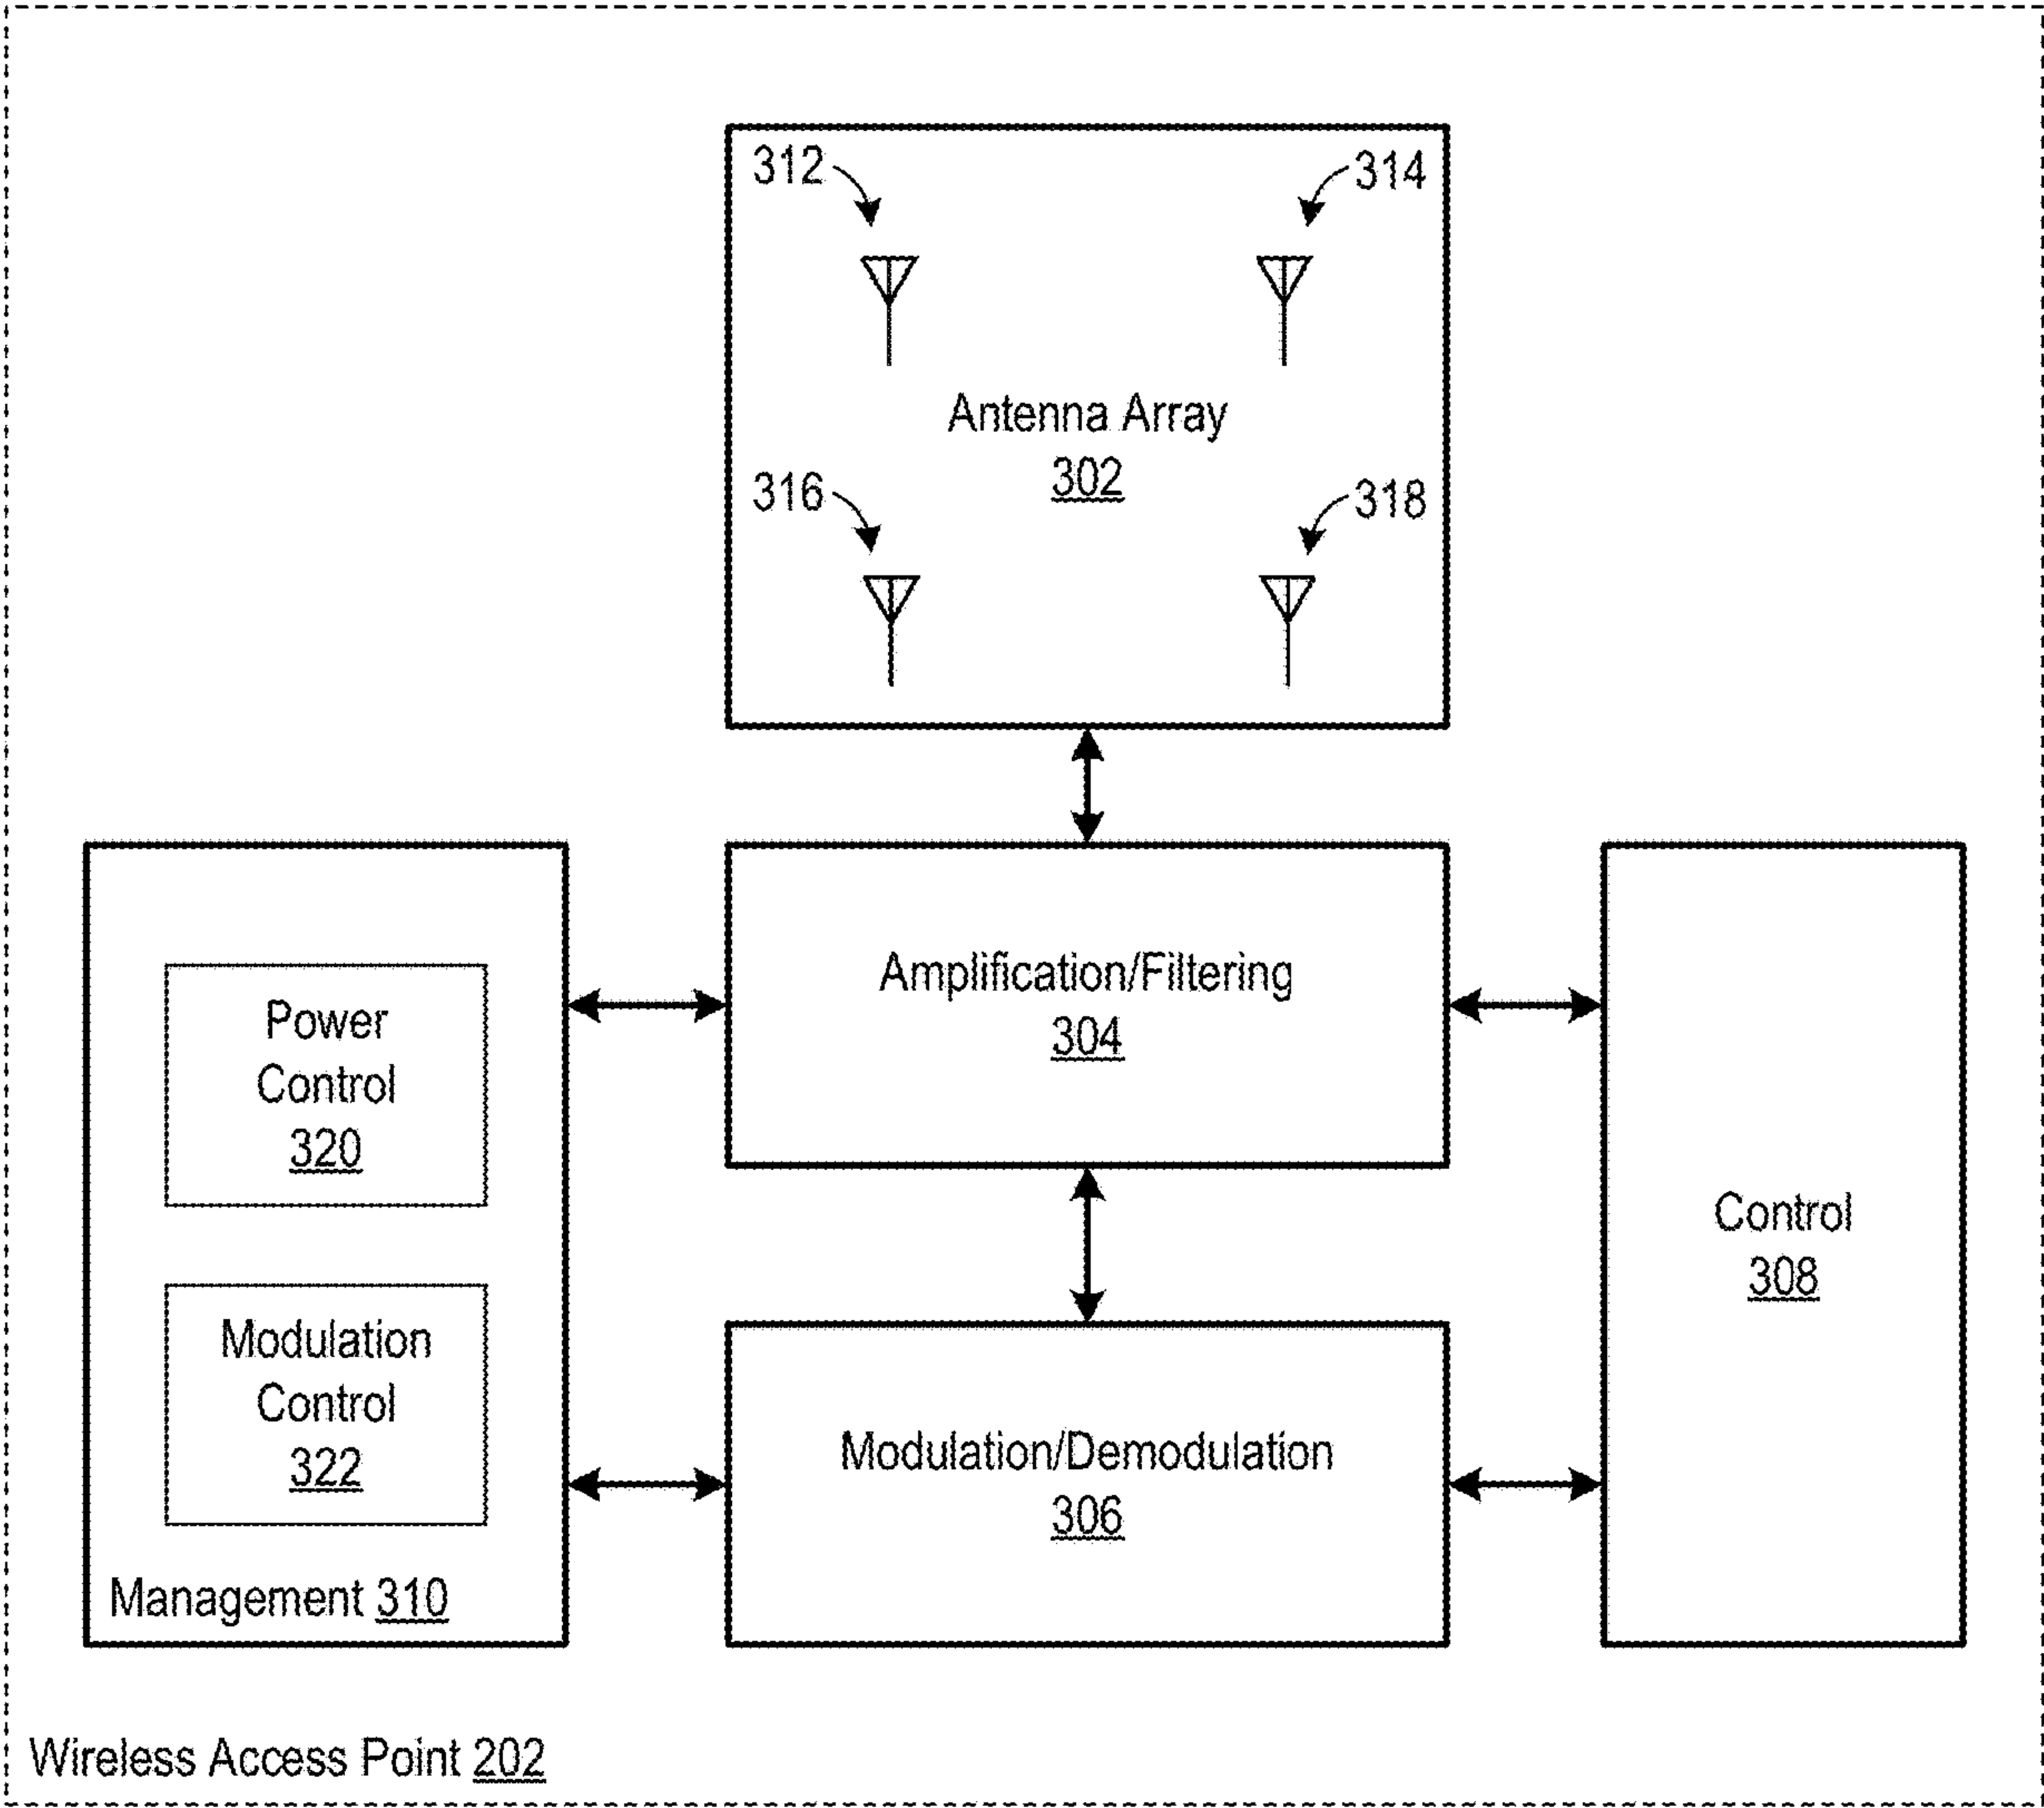 312
314
Antenna Array
302
316
318
Amplification/Filtering
304
Power
Control
320
Control
308
Modulation
Control
322
Modulation/Demodulation
306
Management 310
Wireless Access Point 202